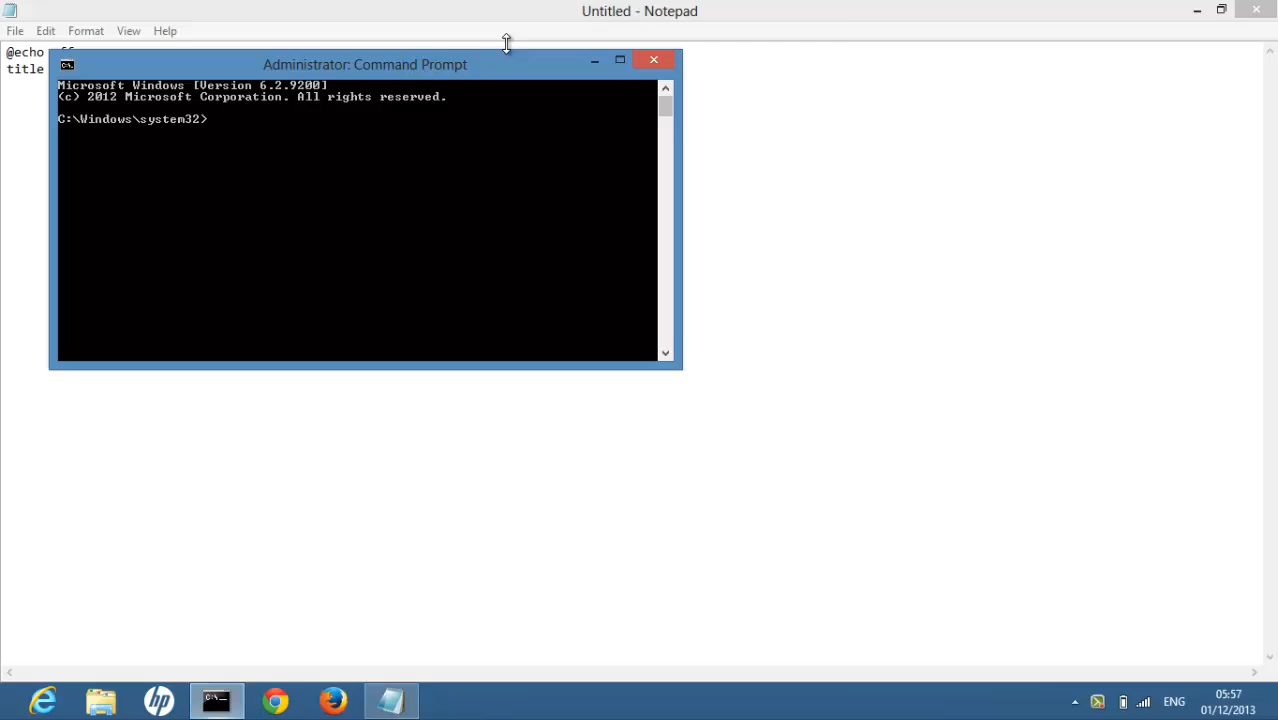 Untitled - Notepad
File Edit Format View Help
@echo
title
Administrator: Command Prompt
Microsoft Windows [Version 6.2.9200]
(c) 2012 Microsoft Corporation. All rights reserved.
C:\Windows\system32>
hp
C:\_
ENG
05:57
01/12/2013